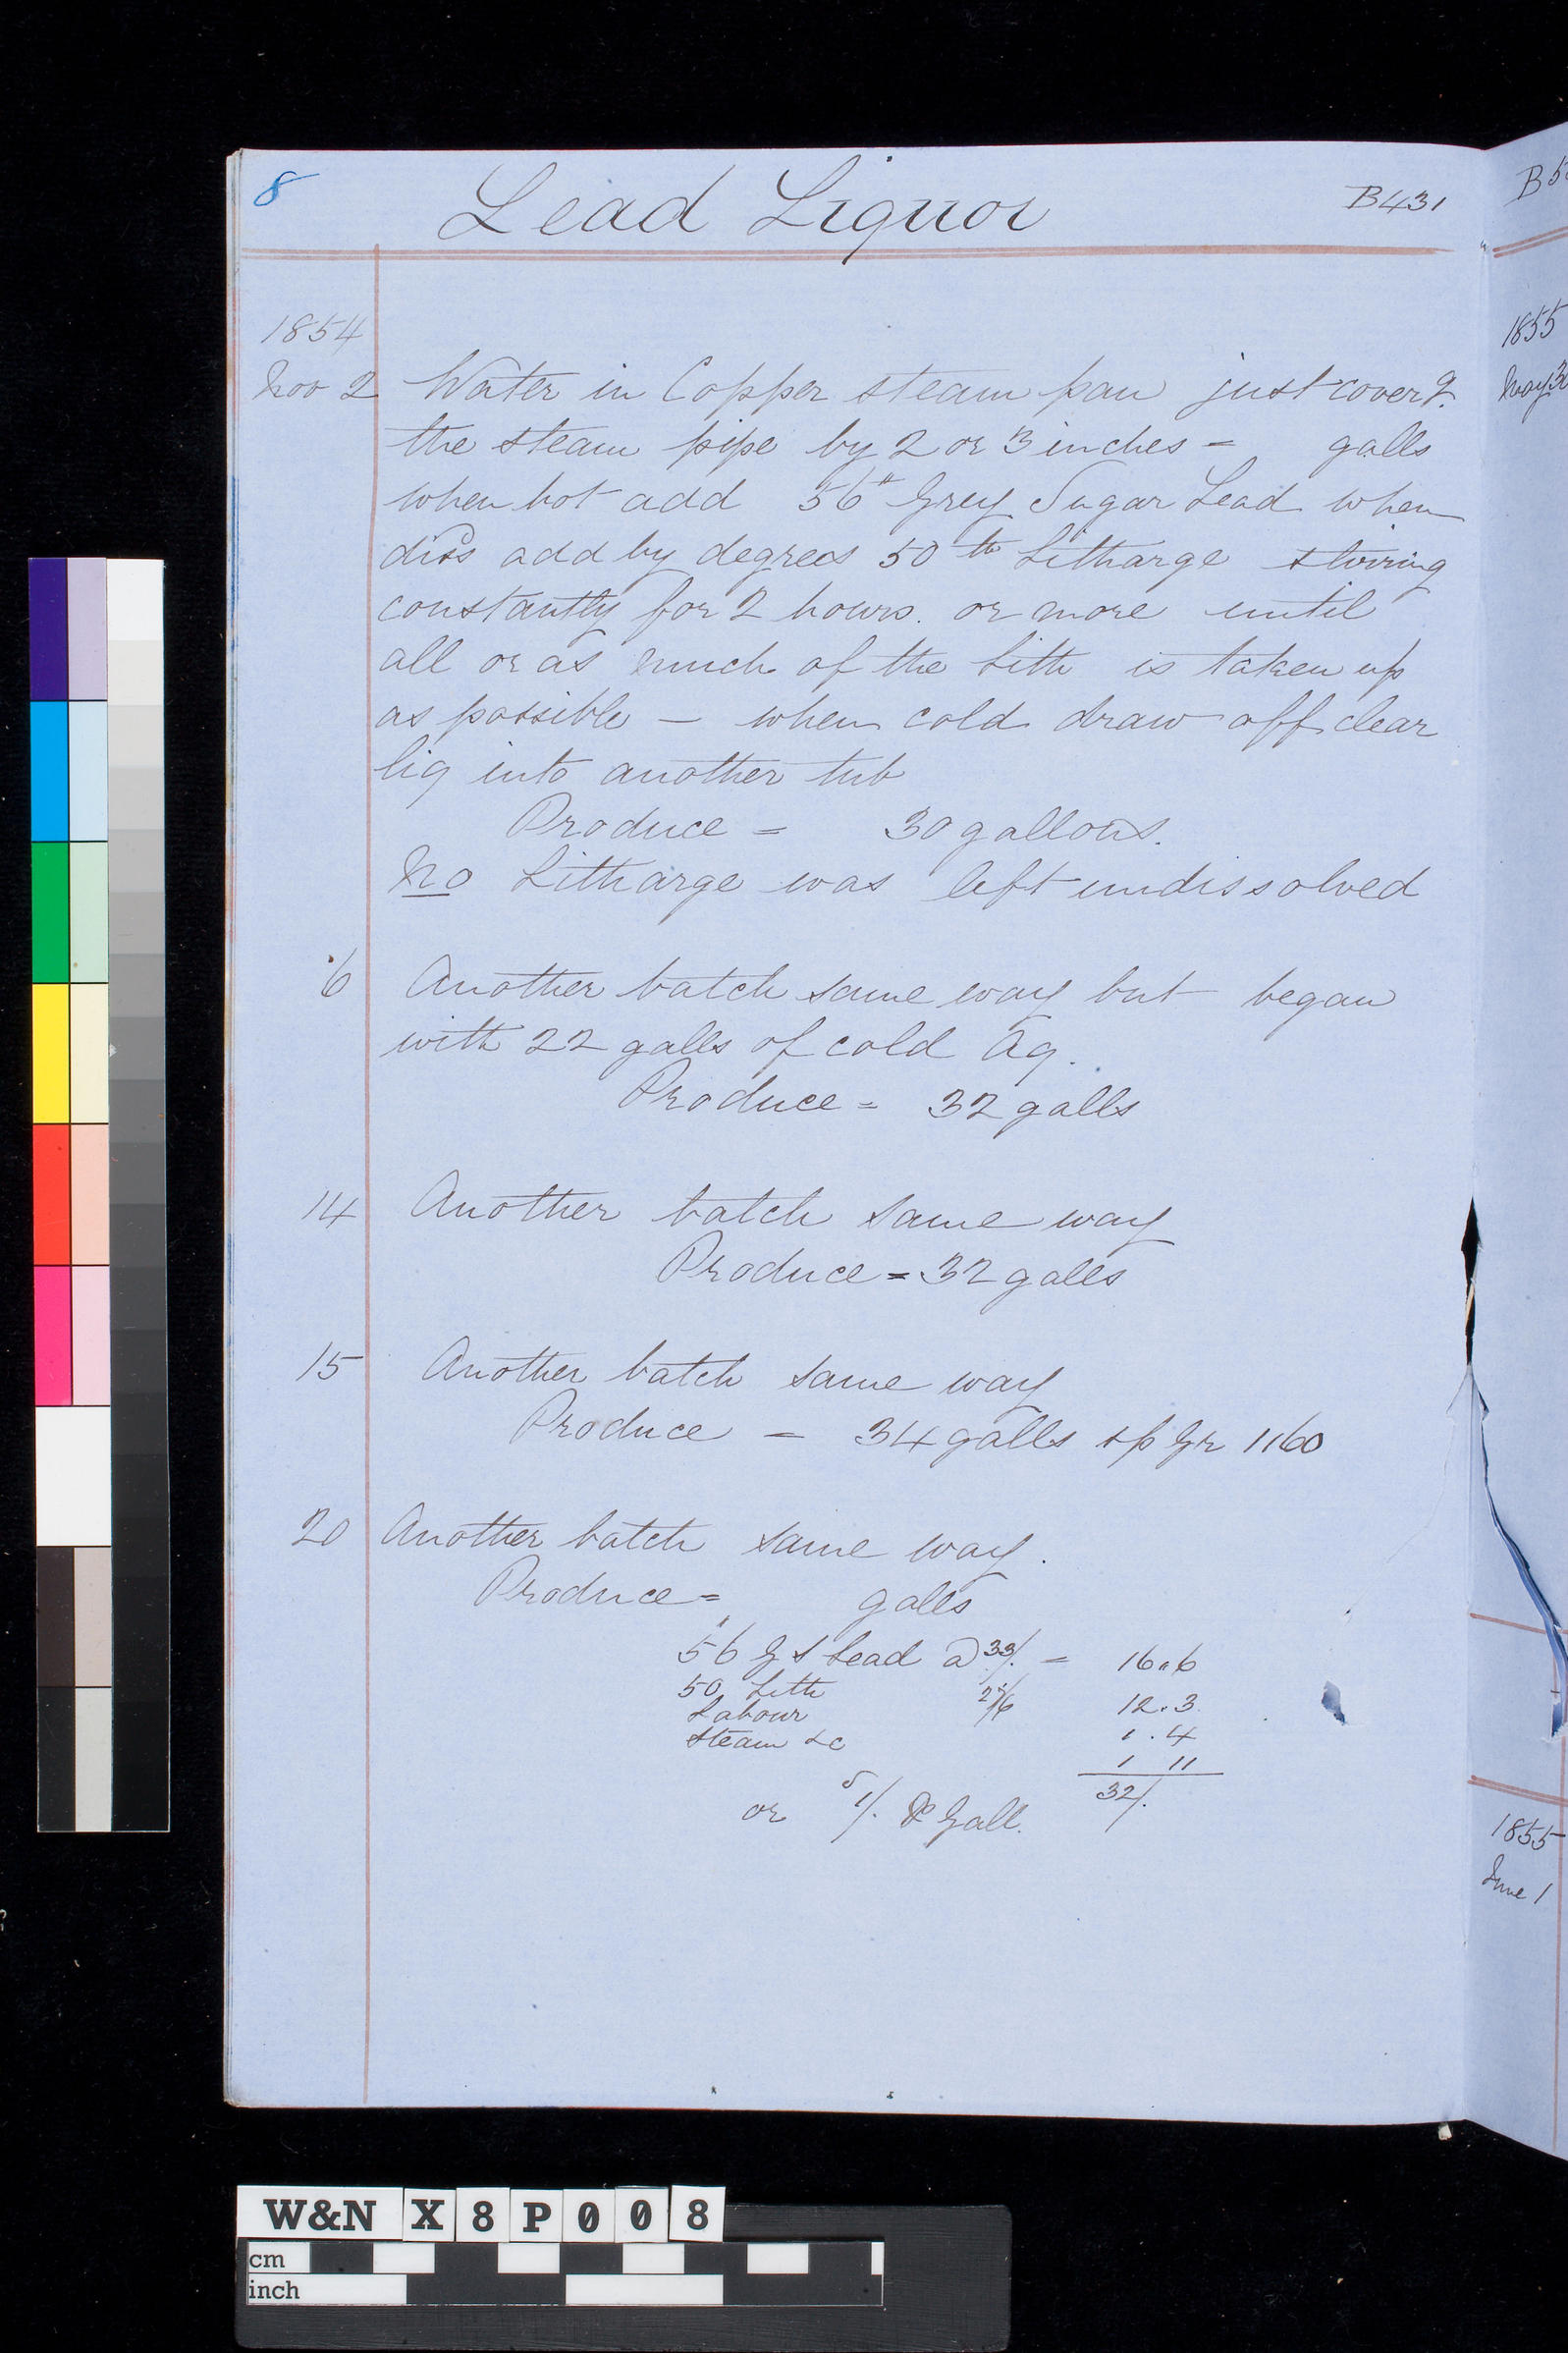 8
Lead Liquor
B431
1854
Nov 2 Water in Copper steam pan just coverg
the steam pipe by 2 or 3 inches = galls
when hot add 56 lb Grey Sugar Lead when
diss add by degrees 50 lb Litharge stiring
constantly for 2 hours. or more until
all or as much of the Lith is taken up
as possible — when cold draw off clear
liq into another tub
Produce = 30 gallons.
No Litharge was left undissolved
6 Another batch same way but began
with 22 galls of cold Aq.
Produce = 32 galls
14 Another batch same way
Produce = 32 galls
15 Another batch same way
Produce = 34 galls sp Gr 1160
20 Another batch same way.
Produce = galls
56 G S Lead @ 33/. = 16 " 6
50 Lith 27/6 12 . 3
Labour 1 . 4
Steam &c 1 11
32/.
or 1/. P Gall.
B5
1855
May 3
1855
June 1
W&N X8P008
cm
inch